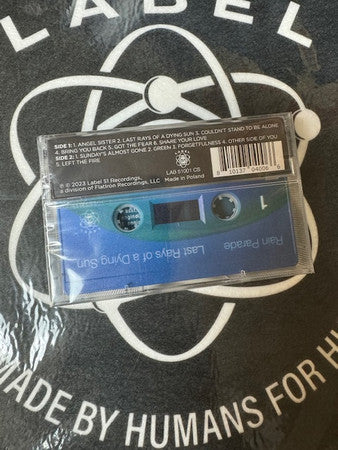 LABEL
SIDE 1: 1. ANGEL SISTER 2. LAST RAYS OF A DYING SUN 3. COULDN'T STAND TO BE ALONE
4. BRING YOU BACK 5. GOT THE FEAR 6. SHARE YOUR LOVE
SIDE 2: 1. SUNDAY'S ALMOST GONE 2. GREEN 3. FORGETFULNESS 4. OTHER SIDE OF YOU
5. LEFT THE FIRE
© 2023 Label 51 Recordings,
a division of Flatiron Recordings, LLC
LAB 51001 CS
Made in Poland
1
Rain Parade
Last Rays of a Dying Sun
MADE BY HUMANS FOR H